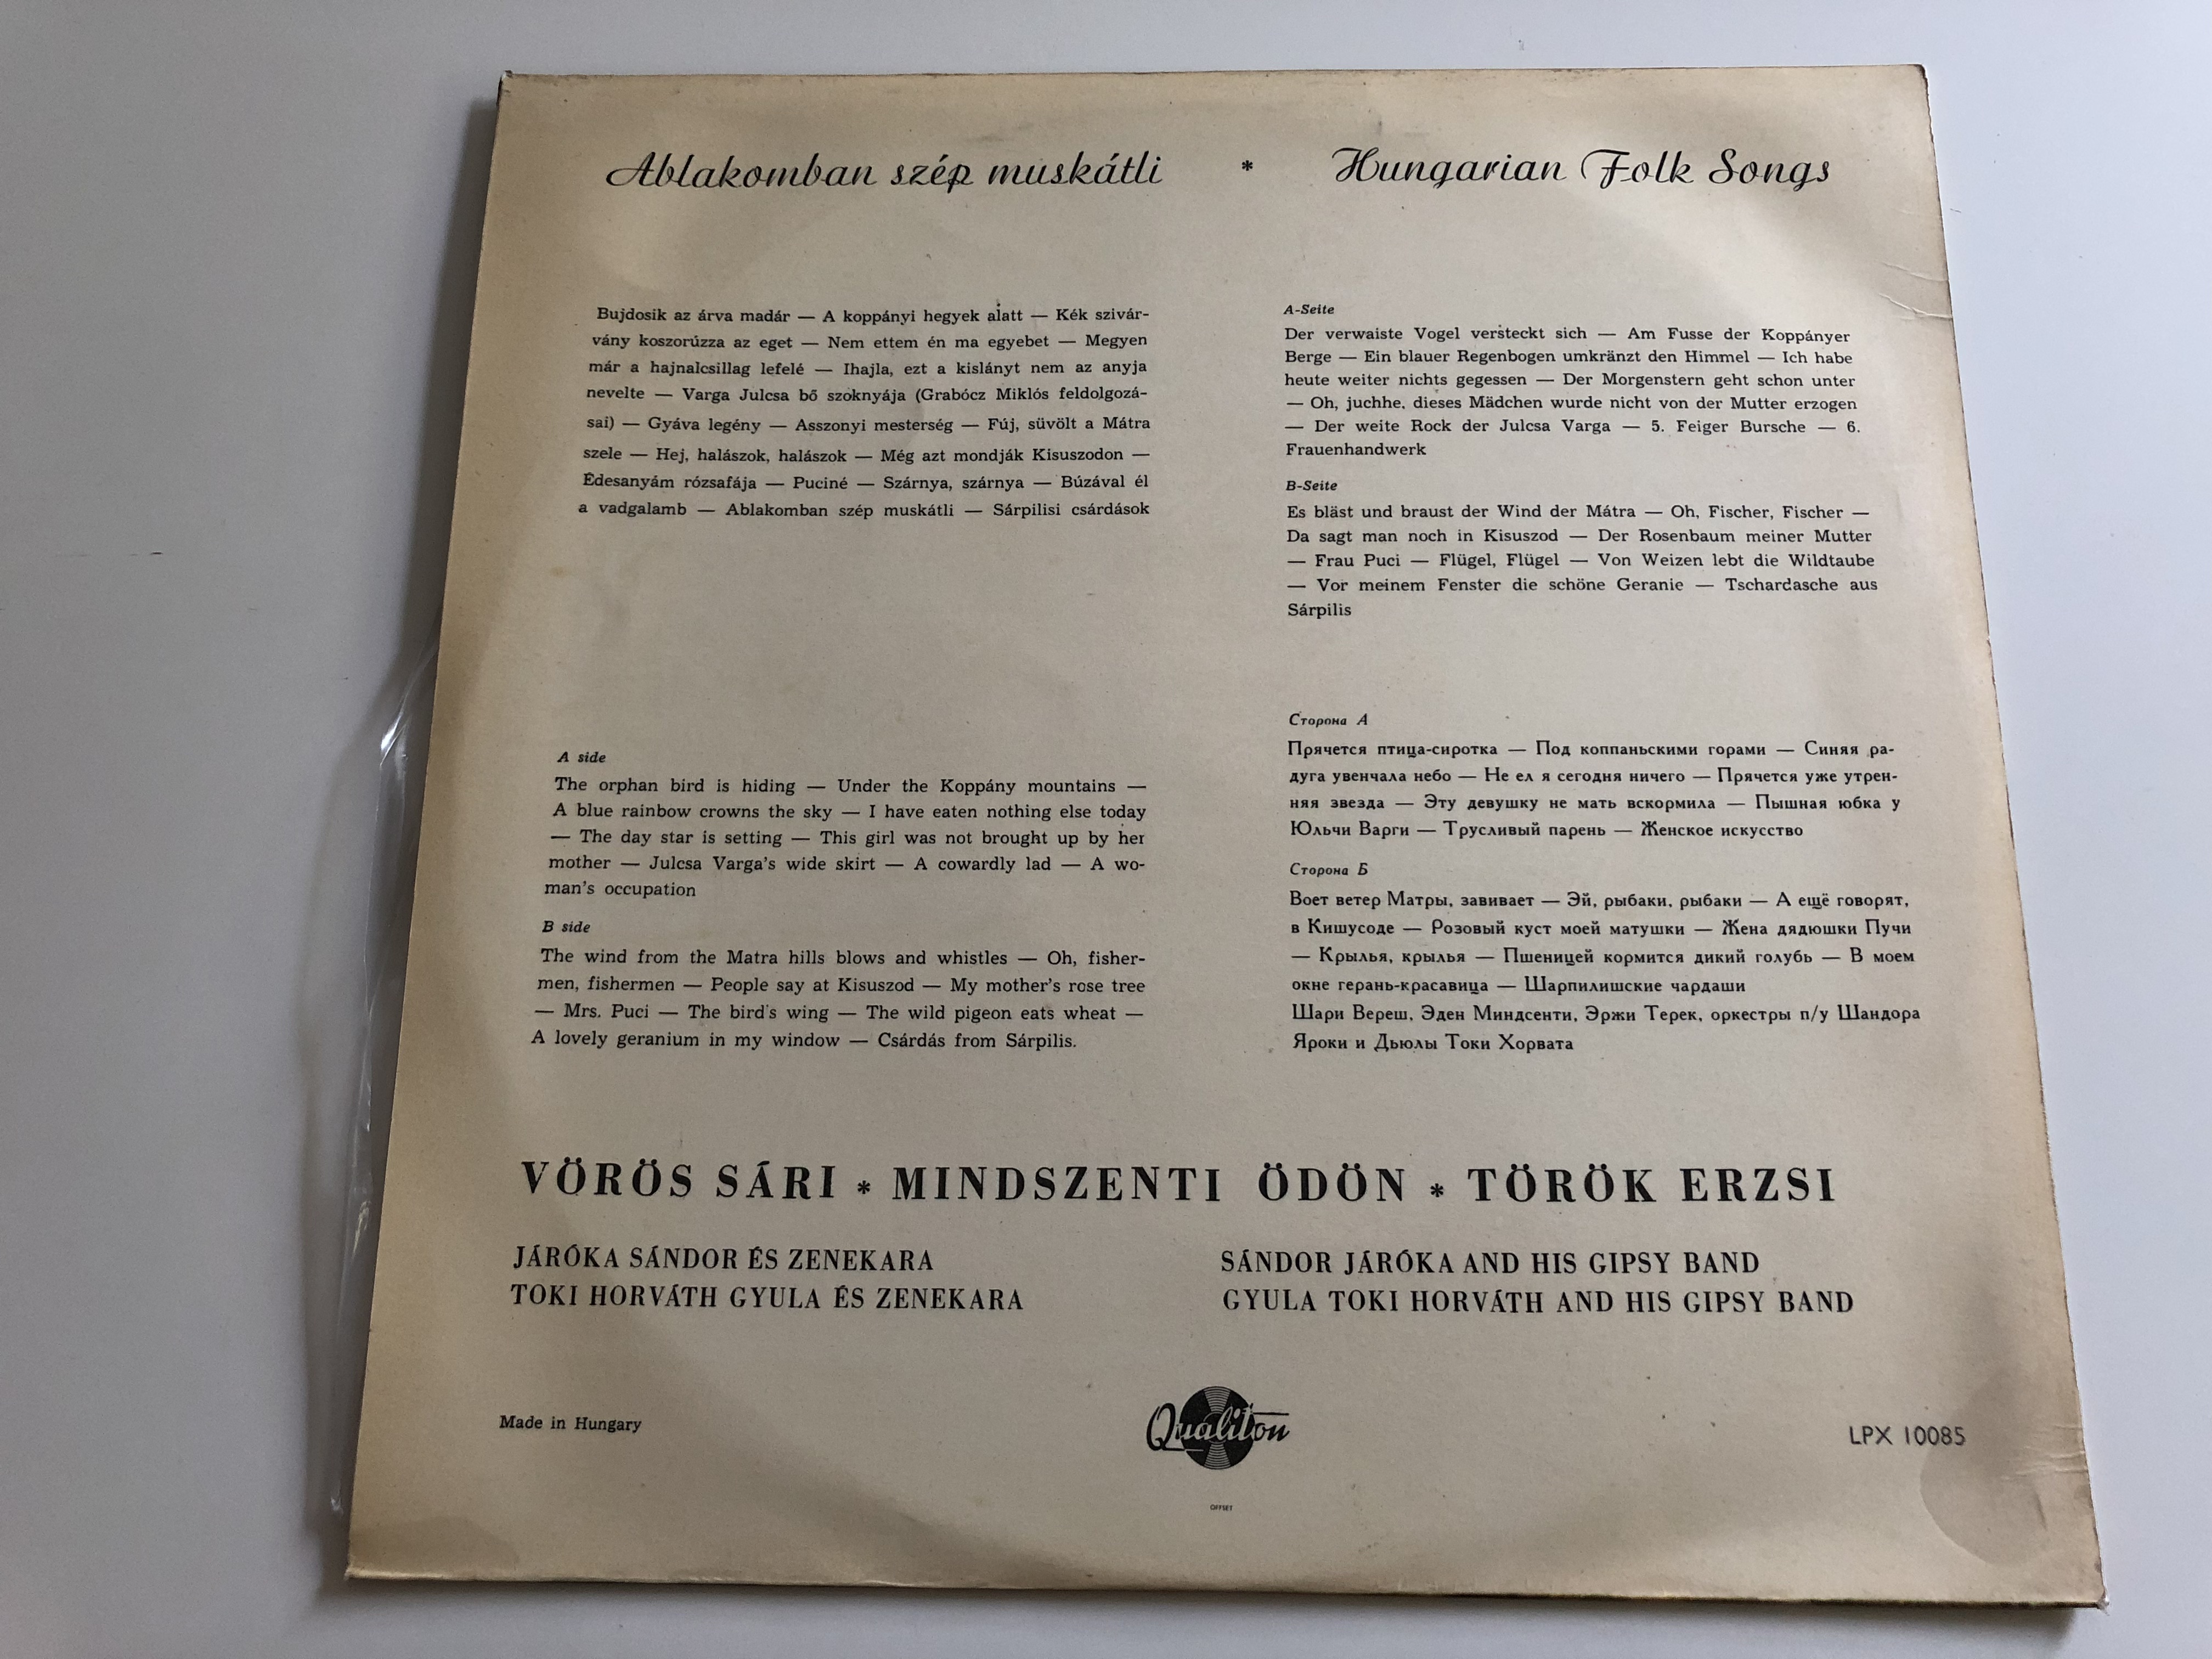 Ablakomban szép muskátli * Hungarian Folk Songs
Bujdosik az árva madár — A koppányi hegyek alatt — Kék szivár-
vány koszorúzza az eget — Nem ettem én ma egyebet — Megyen
már a hajnalcsillag lefelé — Ihajla, ezt a kislányt nem az anyja
nevelte — Varga Julcsa bő szoknyája (Grabócz Miklós feldolgozá-
sai) — Gyáva legény — Asszonyi mesterség — Fúj, süvölt a Mátra
szele — Hej, halászok, halászok — Még azt mondják Kisuszodon —
Édesanyám rózsafája — Puciné — Szárnya, szárnya — Búzával él
a vadgalamb — Ablakomban szép muskátli — Sárpilisi csárdások
A side
The orphan bird is hiding — Under the Koppány mountains —
A blue rainbow crowns the sky — I have eaten nothing else today
— The day star is setting — This girl was not brought up by her
mother — Julcsa Varga's wide skirt — A cowardly lad — A wo-
man's occupation
B side
The wind from the Matra hills blows and whistles — Oh, fisher-
men, fishermen — People say at Kisuszod — My mother's rose tree
— Mrs. Puci — The bird's wing — The wild pigeon eats wheat —
A lovely geranium in my window — Csárdás from Sárpilis.
A-Seite
Der verwaiste Vogel versteckt sich — Am Fusse der Koppányer
Berge — Ein blauer Regenbogen umkränzt den Himmel — Ich habe
heute weiter nichts gegessen — Der Morgenstern geht schon unter
— Oh, juchhe, dieses Mädchen wurde nicht von der Mutter erzogen
— Der weite Rock der Julcsa Varga — 5. Feiger Bursche — 6.
Frauenhandwerk
B-Seite
Es bläst und braust der Wind der Mátra — Oh, Fischer, Fischer —
Da sagt man noch in Kisuszod — Der Rosenbaum meiner Mutter
— Frau Puci — Flügel, Flügel — Von Weizen lebt die Wildtaube
— Vor meinem Fenster die schöne Geranie — Tschardasche aus
Sárpilis
Сторона А
Прячется птица-сиротка — Под коппаньскими горами — Синяя ра-
дуга увенчала небо — Не ел я сегодня ничего — Прячется уже утрен-
няя звезда — Эту девушку не мать вскормила — Пышная юбка у
Юльчи Варги — Трусливый парень — Женское искусство
Сторона Б
Воет ветер Матры, завивает — Эй, рыбаки, рыбаки — А ещё говорят,
в Кишусоде — Розовый куст моей матушки — Жена дядюшки Пучи
— Крылья, крылья — Пшеницей кормится дикий голубь — В моем
окне герань-красавица — Шарпилишские чардаши
Шари Вереш, Эден Миндсенти, Эржи Терек, оркестры п/у Шандора
Яроки и Дьюлы Токи Хорвата
VÖRÖS SÁRI * MINDSZENTI ÖDÖN * TÖRÖK ERZSI
JÁRÓKA SÁNDOR ÉS ZENEKARA
TOKI HORVÁTH GYULA ÉS ZENEKARA
SÁNDOR JÁRÓKA AND HIS GIPSY BAND
GYULA TOKI HORVÁTH AND HIS GIPSY BAND
Made in Hungary
Qualiton
LPX 10085
OFFSET